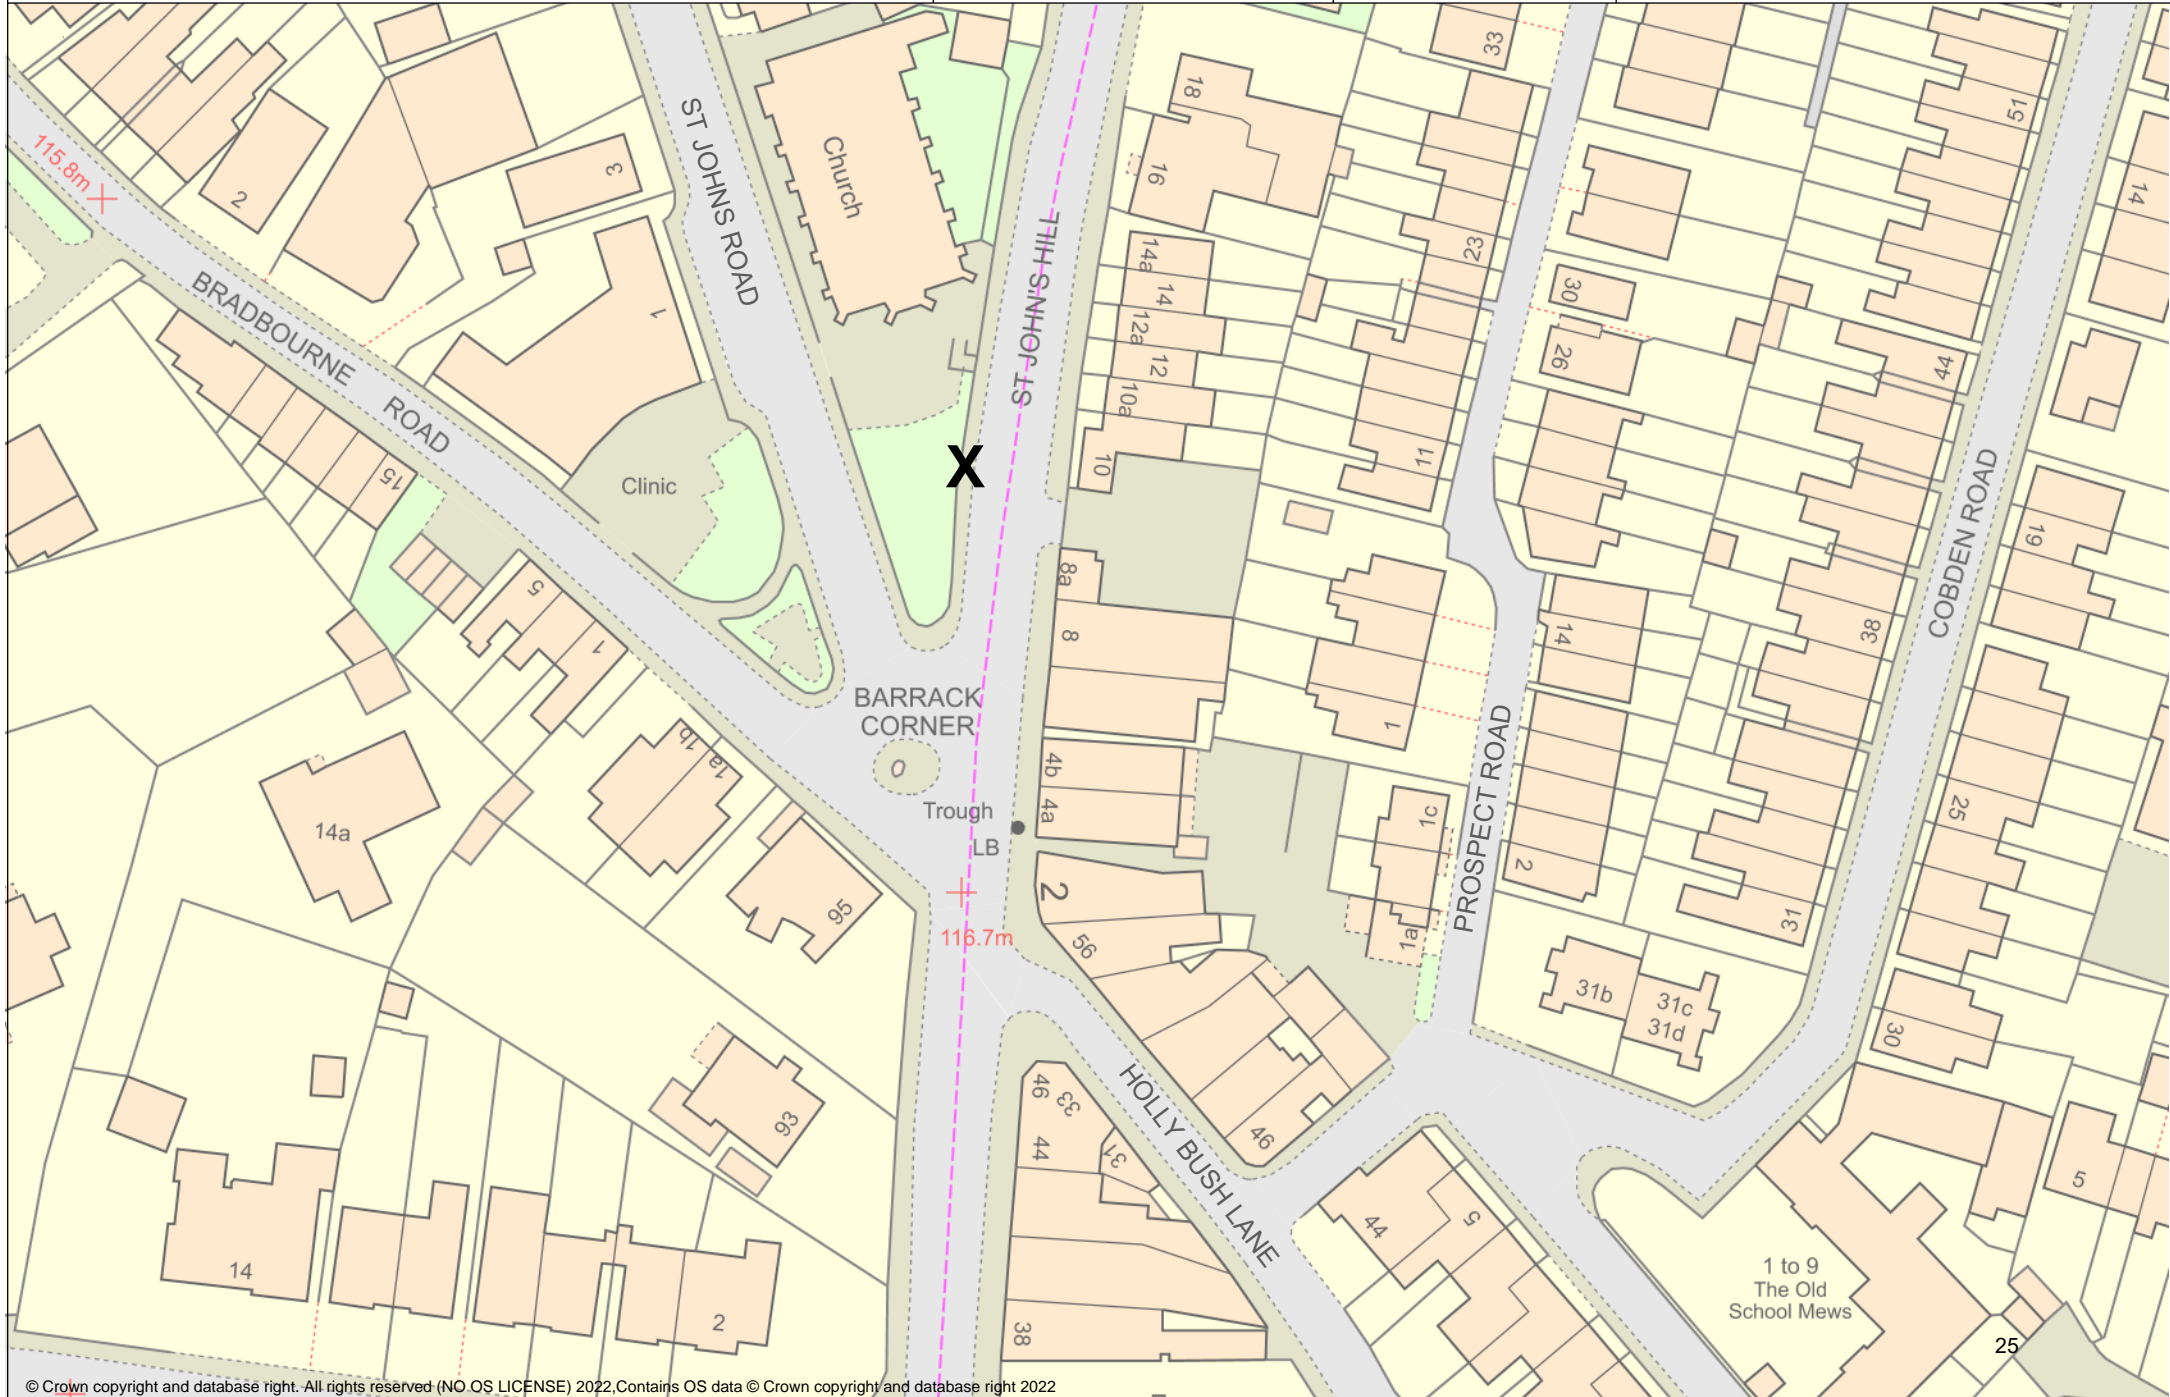 33
18
51
ST JOHNS ROAD
Church
115.8m
3
2
16
14
ST JOHN'S HILL
23
14a
14
12a
12
10a
10
30
26
44
1
BRADBOURNE
ROAD
11
15
Clinic
X
COBDEN ROAD
19
8a
8
5
1
14
38
1
BARRACK
CORNER
1b
1a
4b
4a
Trough
LB
PROSPECT ROAD
1c
25
14a
2
2
95
56
116.7m
1a
31
31b
31c
31d
30
46
33
93
44
31
HOLLY BUSH LANE
46
5
44
5
14
2
38
1 to 9
The Old
School Mews
25
© Crown copyright and database right. All rights reserved (NO OS LICENSE) 2022,Contains OS data © Crown copyright and database right 2022